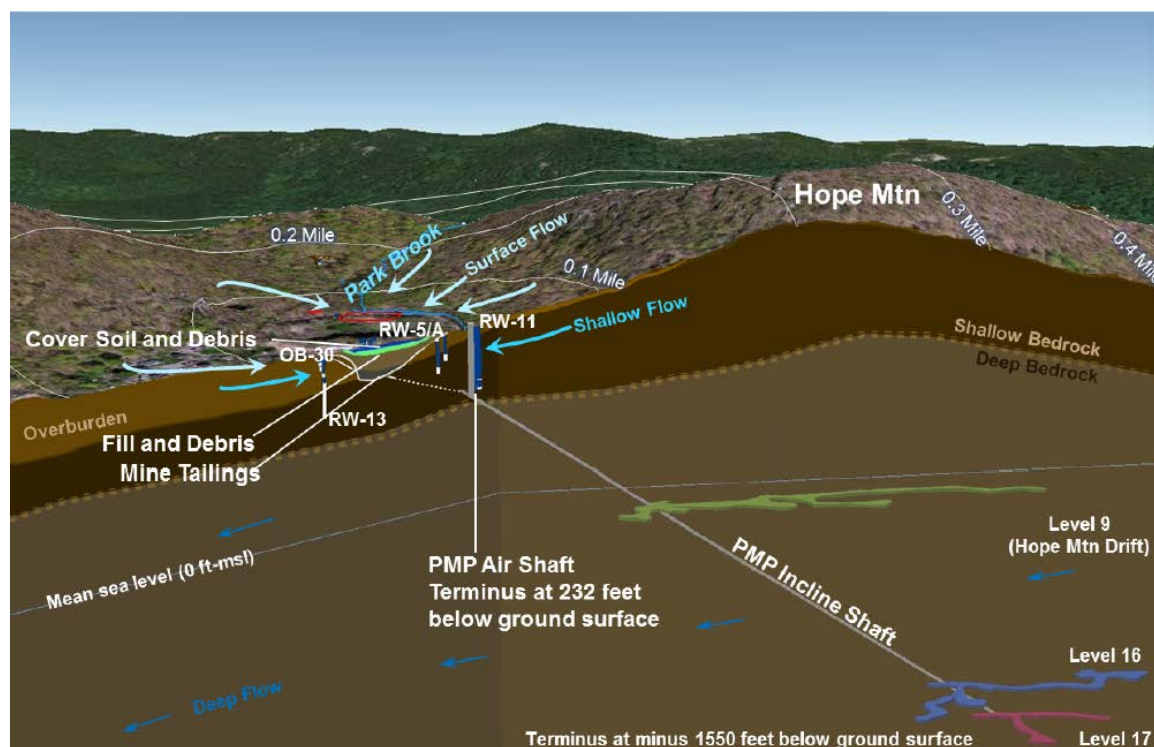 Hope Mtn
0.2 Mile
0.3 Mile
0.4 Mile
Park Brook
Surface Flow
0.1 Mile
RW-11
Shallow Flow
RW-5/A
Cover Soil and Debris
OB-30
Shallow Bedrock
Deep Bedrock
RW-13
Overburden
Fill and Debris
Mine Tailings
Level 9
(Hope Mtn Drift)
Mean sea level (0 ft-msl)
PMP Air Shaft
Terminus at 232 feet
below ground surface
PMP Incline Shaft
Level 16
Deep Flow
Terminus at minus 1550 feet below ground surface
Level 17